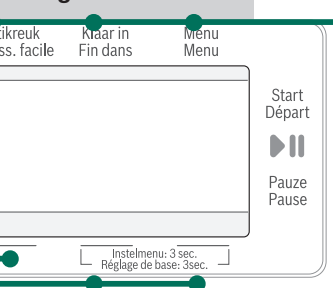 Klaar in
Fin dans
Menu
Menu
ss. facile
Start
Départ
Pauze
Pause
Instelmenu: 3 sec.
Réglage de base: 3sec.